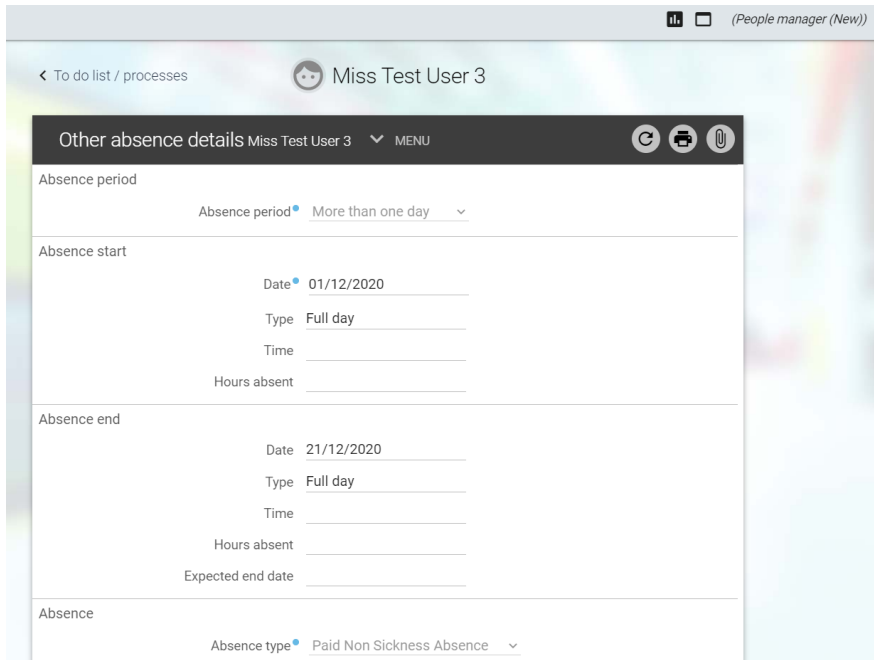 (People manager (New))
To do list / processes
Miss Test User 3
Other absence details Miss Test User 3 MENU
Absence period
Absence period More than one day
Absence start
Date 01/12/2020
Type Full day
Time
Hours absent
Absence end
Date 21/12/2020
Type Full day
Time
Hours absent
Expected end date
Absence
Absence type Paid Non Sickness Absence